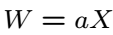 W = aX